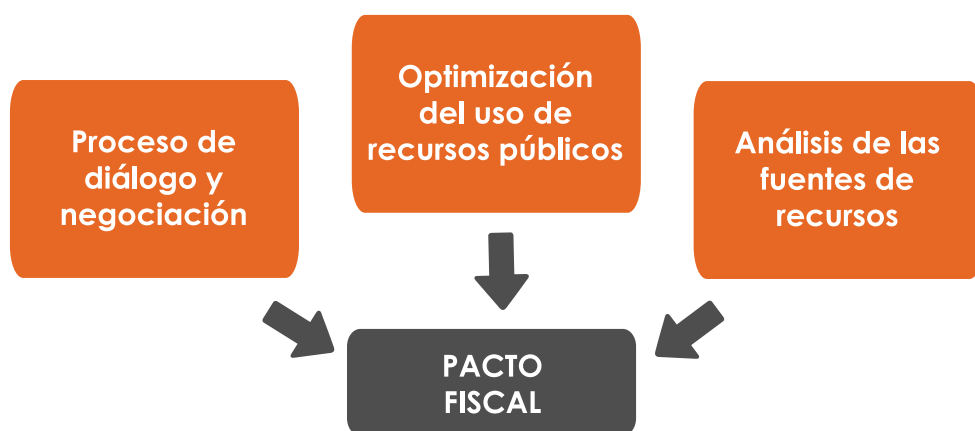 Proceso de
diálogo y
negociación
Optimización
del uso de
recursos públicos
Análisis de las
fuentes de
recursos
PACTO
FISCAL